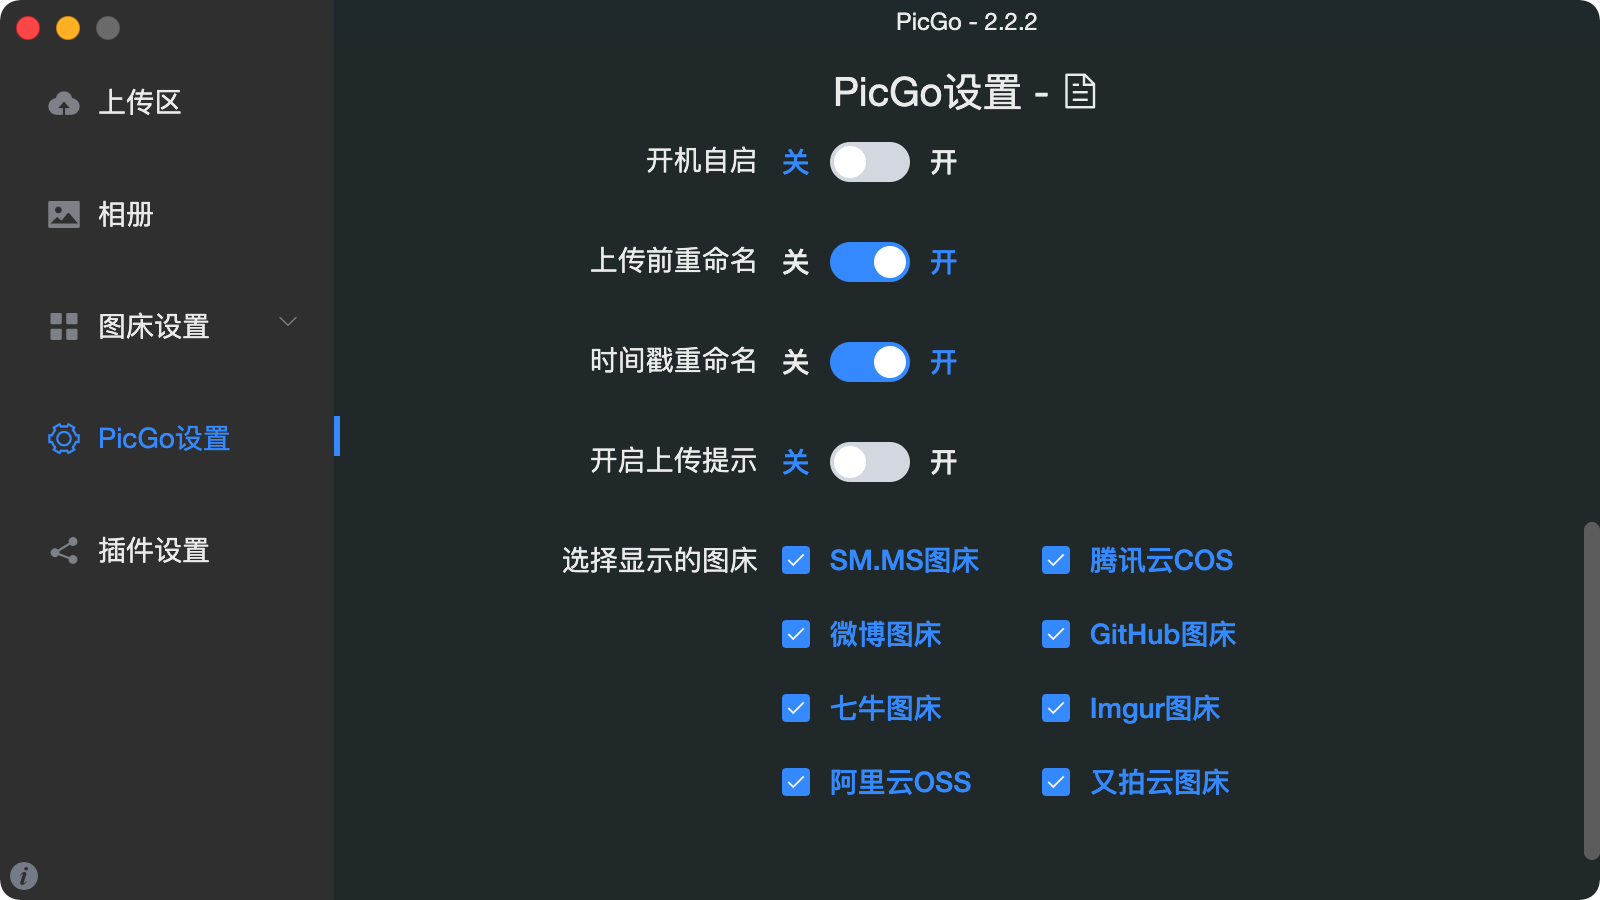 PicGo - 2.2.2
上传区
相册
图床设置
PicGo设置
插件设置
PicGo设置 -
开机自启 关 开
上传前重命名 关 开
时间戳重命名 关 开
开启上传提示 关 开
选择显示的图床 SM.MS图床 腾讯云COS
微博图床 GitHub图床
七牛图床 Imgur图床
阿里云OSS 又拍云图床